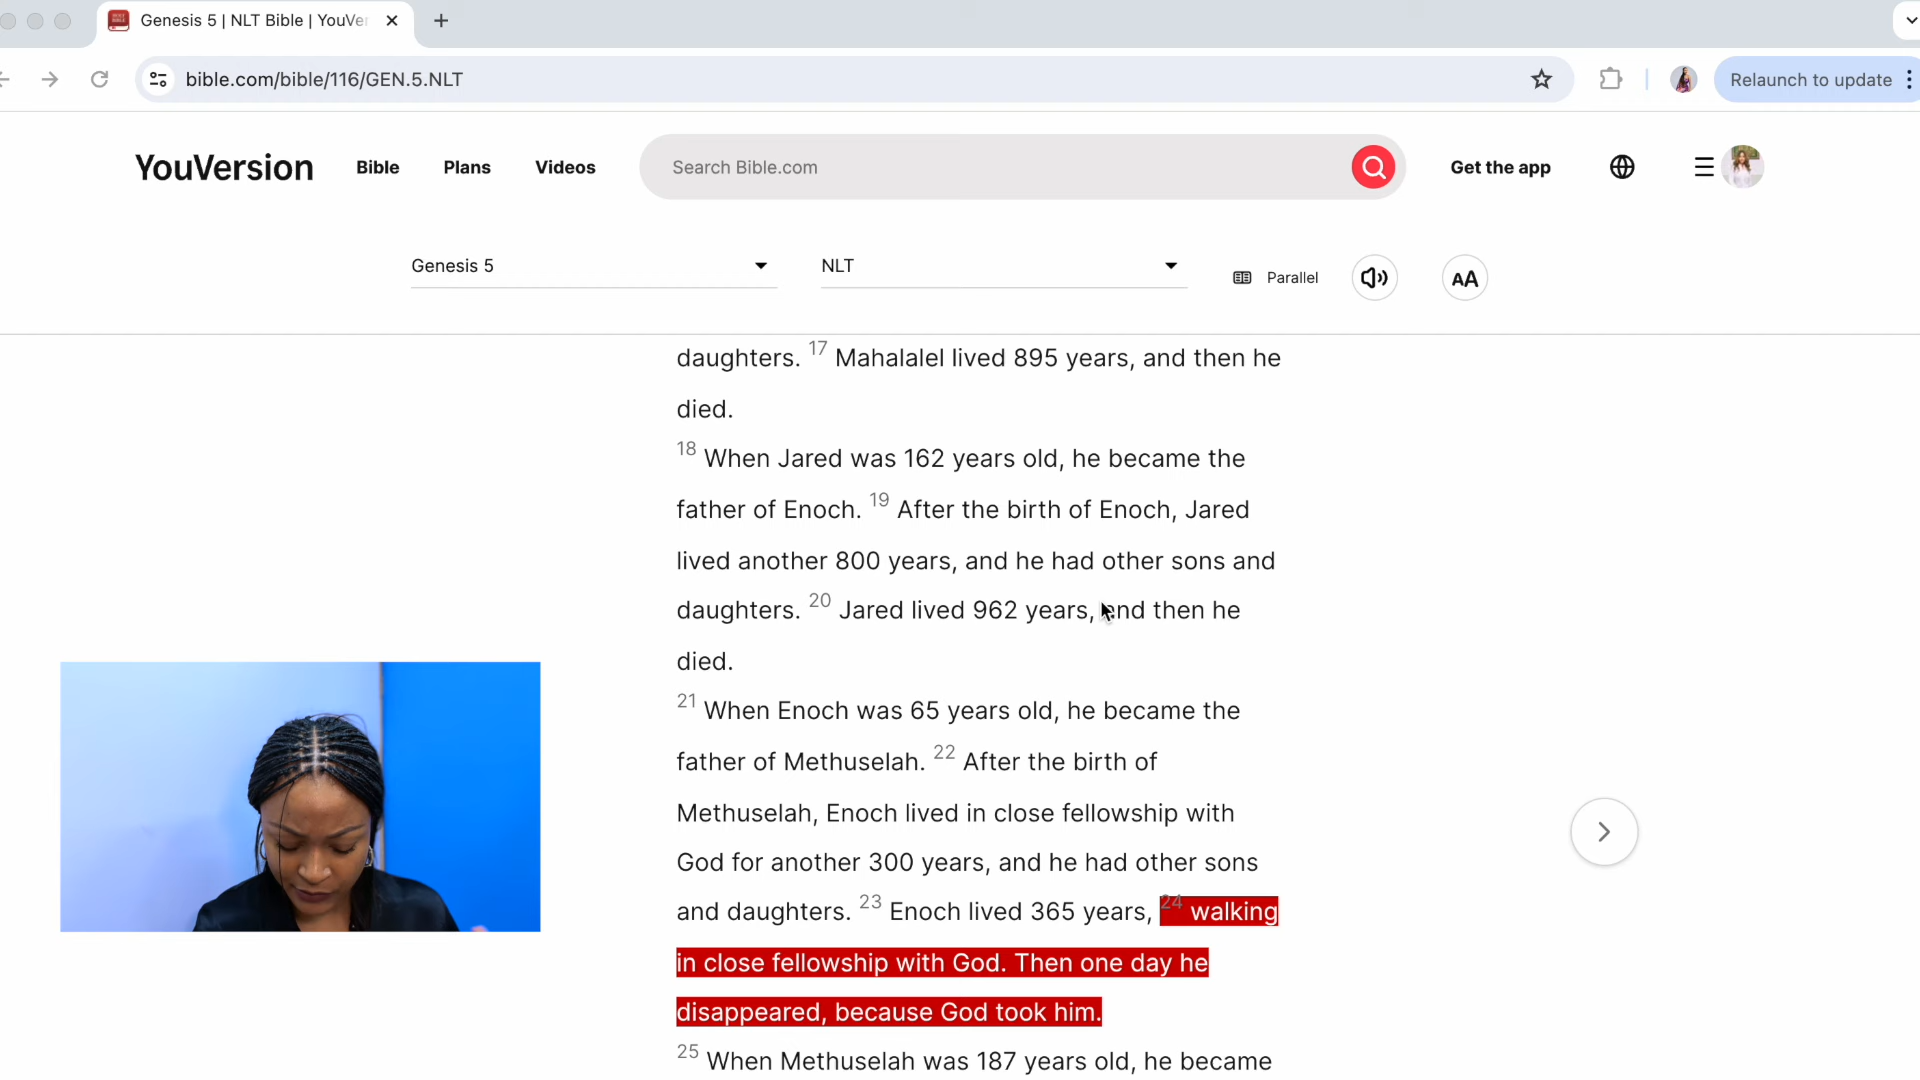 Genesis 5 | NLT Bible | YouVer
bible.com/bible/116/GEN.5.NLT
Relaunch to update
YouVersion
Bible
Plans
Videos
Search Bible.com
Get the app
Genesis 5
NLT
Parallel
AA
daughters. 17 Mahalalel lived 895 years, and then he
died.
18 When Jared was 162 years old, he became the
father of Enoch. 19 After the birth of Enoch, Jared
lived another 800 years, and he had other sons and
daughters. 20 Jared lived 962 years, and then he
died.
21 When Enoch was 65 years old, he became the
father of Methuselah. 22 After the birth of
Methuselah, Enoch lived in close fellowship with
God for another 300 years, and he had other sons
and daughters. 23 Enoch lived 365 years, 24 walking
in close fellowship with God. Then one day he
disappeared, because God took him.
25 When Methuselah was 187 years old, he became